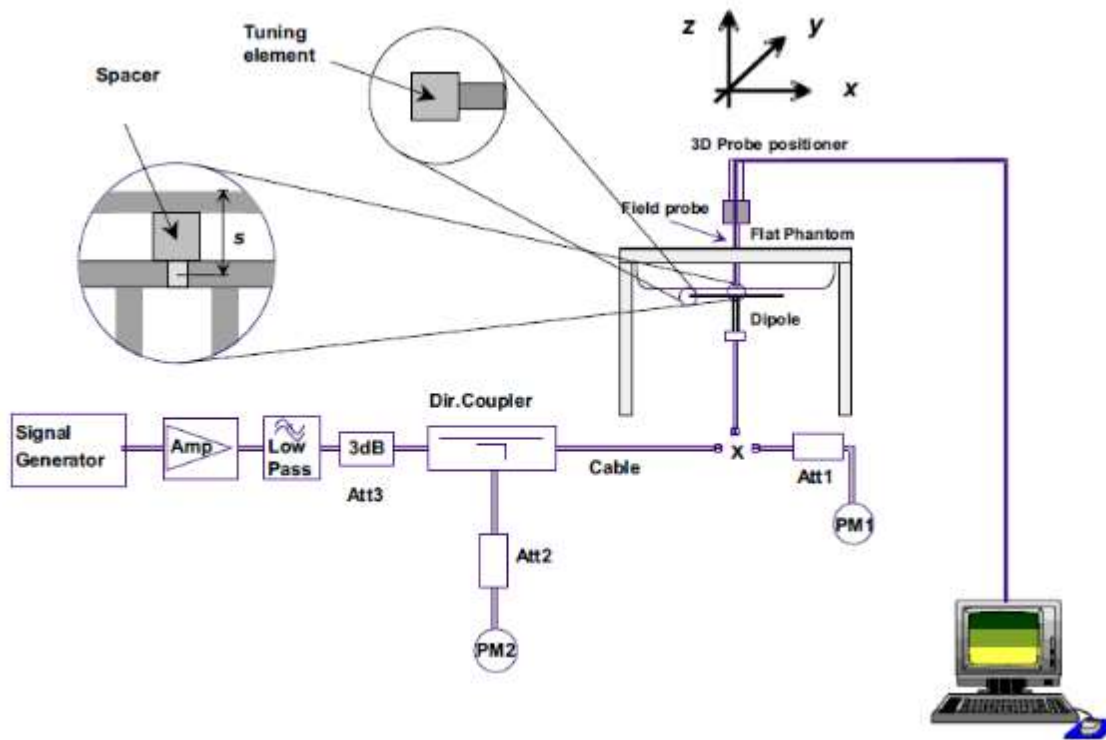 Tuning
element
Spacer
s
z
y
x
3D Probe positioner
Field probe
Flat Phantom
Dipole
Dir.Coupler
Signal
Generator
Amp
Low
Pass
3dB
Att3
Cable
X
Att1
PM1
Att2
PM2